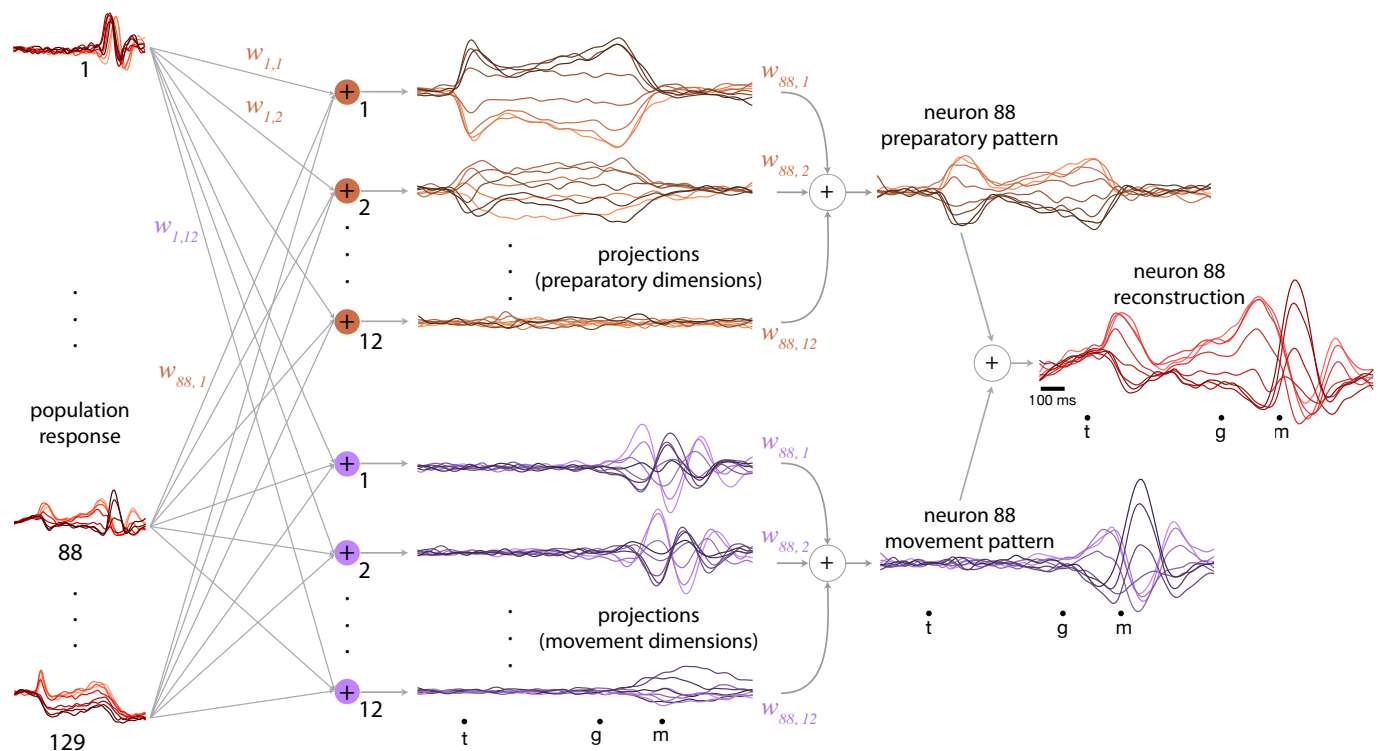 1
w1,1
w1,2
w1,12
w88,1
population
response
88
129
+
1
+
2
+
12
+
1
+
2
+
12
projections
(preparatory dimensions)
projections
(movement dimensions)
t g m
w88,1
w88,2
w88,12
+
w88,1
w88,2
w88,12
+
neuron 88
preparatory pattern
neuron 88
movement pattern
t g m
+
neuron 88
reconstruction
100 ms
t g m